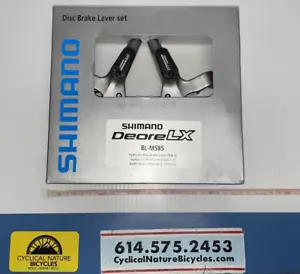 Disc Brake Lever set
SHIMANO
SHIMANO
Deore LX
BL-M585
CYCLICAL NATURE
BICYCLES
614.575.2453
CyclicalNatureBicycles.com